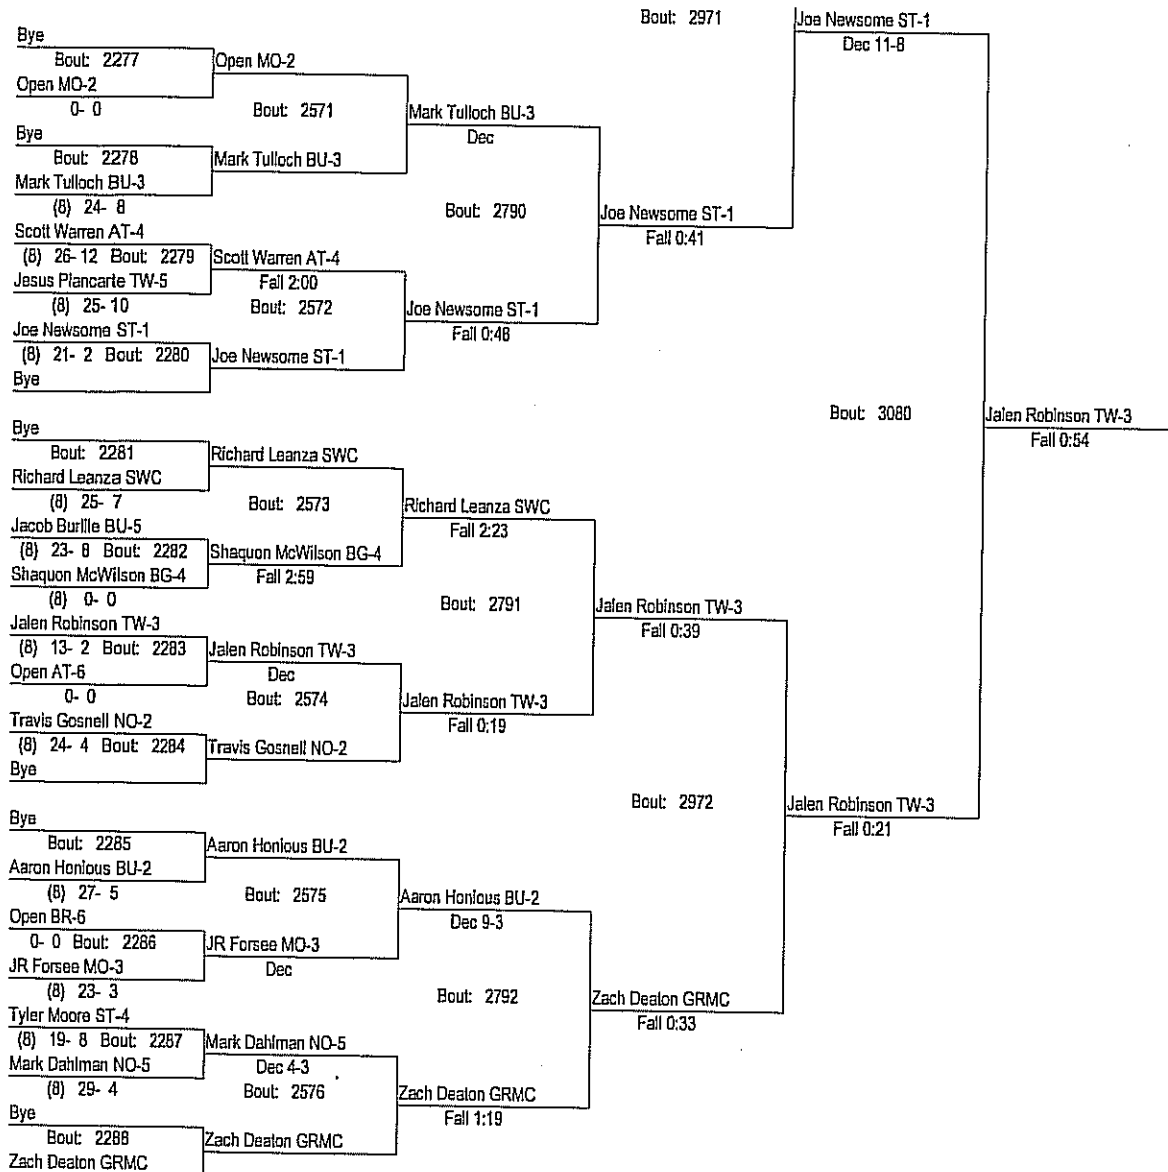 Bout: 2971
Joe Newsome ST-1
Dec 11-8
Bye
Bout: 2277
Open MO-2
Open MO-2
0- 0
Bout: 2571
Mark Tulloch BU-3
Dec
Bye
Bout: 2278
Mark Tulloch BU-3
Mark Tulloch BU-3
(8) 24- 8
Bout: 2790
Joe Newsome ST-1
Fall 0:41
Scott Warren AT-4
(8) 26-12 Bout: 2279
Scott Warren AT-4
Jesus Plancarte TW-5
Fall 2:00
(8) 25-10
Bout: 2572
Joe Newsome ST-1
Fall 0:46
Joe Newsome ST-1
(8) 21- 2 Bout: 2280
Joe Newsome ST-1
Bye
Bout: 3080
Jalen Robinson TW-3
Fall 0:54
Bye
Bout: 2281
Richard Leanza SWC
Richard Leanza SWC
(8) 25- 7
Bout: 2573
Richard Leanza SWC
Fall 2:23
Jacob Burlile BU-5
(8) 23- 8 Bout: 2282
Shaquon McWilson BG-4
Shaquon McWilson BG-4
Fall 2:59
(8) 0- 0
Bout: 2791
Jalen Robinson TW-3
Fall 0:39
Jalen Robinson TW-3
(8) 13- 2 Bout: 2283
Jalen Robinson TW-3
Open AT-6
Dec
0- 0
Bout: 2574
Jalen Robinson TW-3
Fall 0:19
Travis Gosnell NO-2
(8) 24- 4 Bout: 2284
Travis Gosnell NO-2
Bye
Bout: 2972
Jalen Robinson TW-3
Fall 0:21
Bye
Bout: 2285
Aaron Honious BU-2
Aaron Honious BU-2
(8) 27- 5
Bout: 2575
Aaron Honious BU-2
Dec 9-3
Open BR-6
0- 0 Bout: 2286
JR Forsee MO-3
JR Forsee MO-3
Dec
(8) 23- 3
Bout: 2792
Zach Deaton GRMC
Fall 0:33
Tyler Moore ST-4
(8) 19- 8 Bout: 2287
Mark Dahlman NO-5
Mark Dahlman NO-5
Dec 4-3
(8) 29- 4
Bout: 2576
Zach Deaton GRMC
Fall 1:19
Bye
Bout: 2288
Zach Deaton GRMC
Zach Deaton GRMC